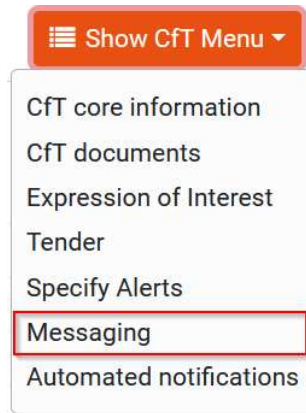 Show CfT Menu
CfT core information
CfT documents
Expression of Interest
Tender
Specify Alerts
Messaging
Automated notifications